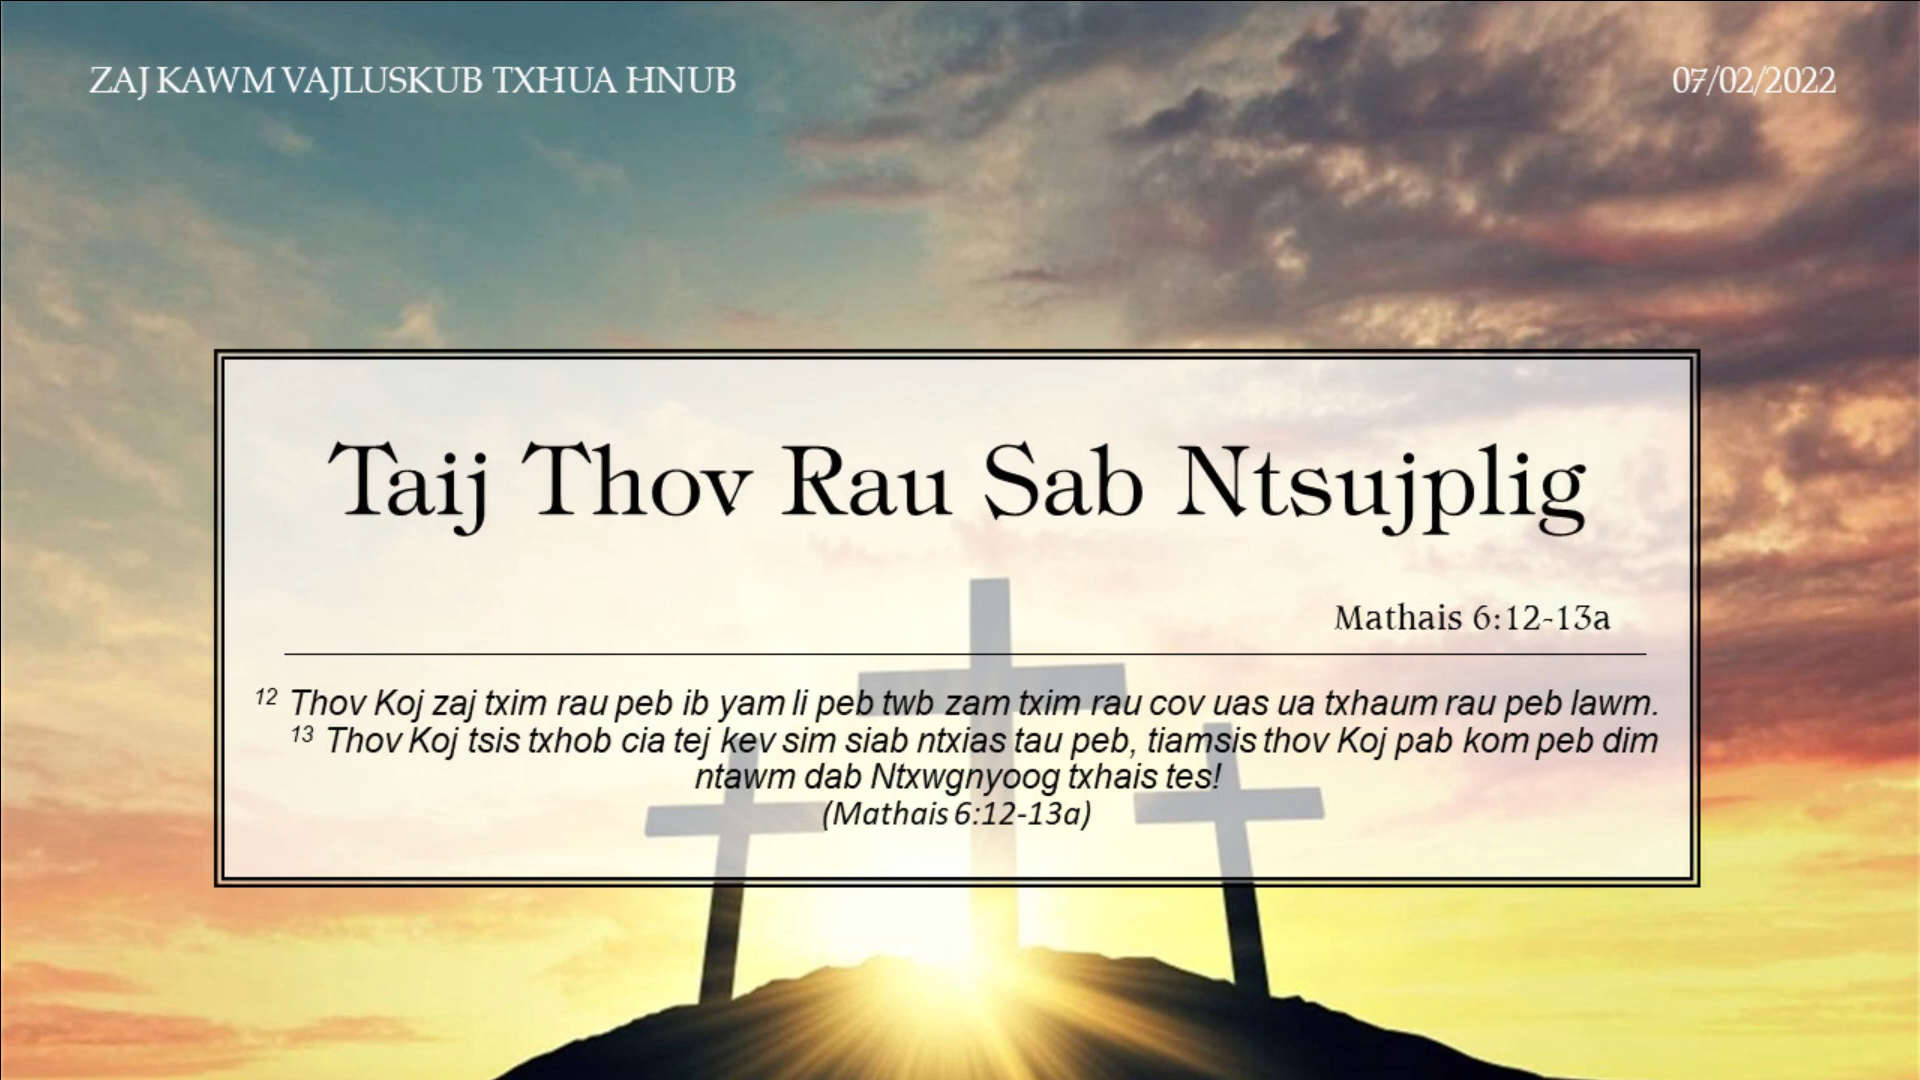 ZAJ KAWM VAJLUSKUB TXHUA HNUB
07/02/2022
Taij Thov Rau Sab Ntsujplig
Mathais 6:12-13a
12 Thov Koj zaj txim rau peb ib yam li peb twb zam txim rau cov uas ua txhaum rau peb lawm.
13 Thov Koj tsis txhob cia tej kev sim siab ntxias tau peb, tiamsis thov Koj pab kom peb dim
ntawm dab Ntxwgnyoog txhais tes!
(Mathais 6:12-13a)